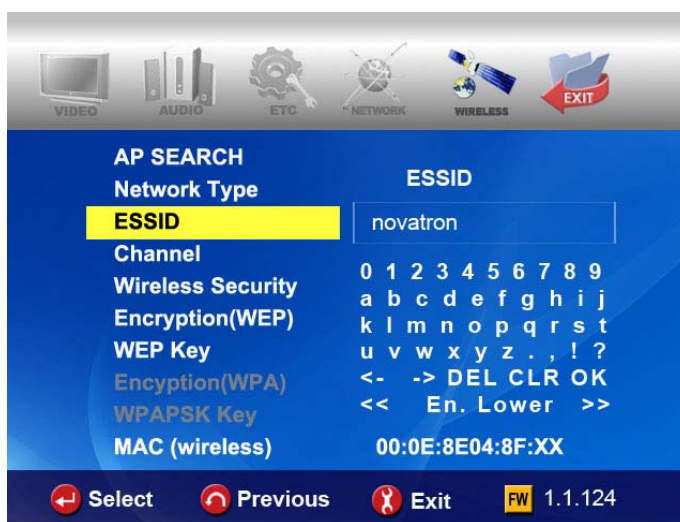 VIDEO AUDIO ETC NETWORK WIRELESS EXIT
AP SEARCH
Network Type
ESSID
Channel
Wireless Security
Encryption(WEP)
WEP Key
Encyption(WPA)
WPAPSK Key
MAC (wireless)
ESSID
novatron
0 1 2 3 4 5 6 7 8 9
a b c d e f g h i j
k l m n o p q r s t
u v w x y z . , ! ?
<- -> DEL CLR OK
<< En. Lower >>
00:0E:8E04:8F:XX
Select Previous Exit FW 1.1.124